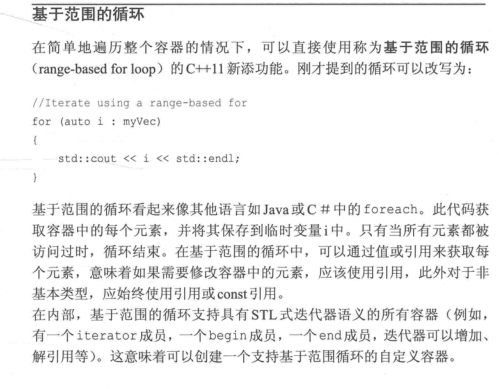 基于范围的循环
在简单地遍历整个容器的情况下，可以直接使用称为基于范围的循环
（range-based for loop）的C++11新添功能。刚才提到的循环可以改写为：
//Iterate using a range-based for
for (auto i : myVec)
{
    std::cout << i << std::endl;
}
基于范围的循环看起来像其他语言如Java或C＃中的foreach。此代码获
取容器中的每个元素，并将其保存到临时变量i中。只有当所有元素都被
访问过时，循环结束。在基于范围的循环中，可以通过值或引用来获取每
个元素，意味着如果需要修改容器中的元素，应该使用引用，此外对于非
基本类型，应始终使用引用或const引用。
在内部，基于范围的循环支持具有STL式迭代器语义的所有容器（例如，
有一个iterator成员，一个begin成员，一个end成员，迭代器可以增加、
解引用等）。这意味着可以创建一个支持基于范围循环的自定义容器。